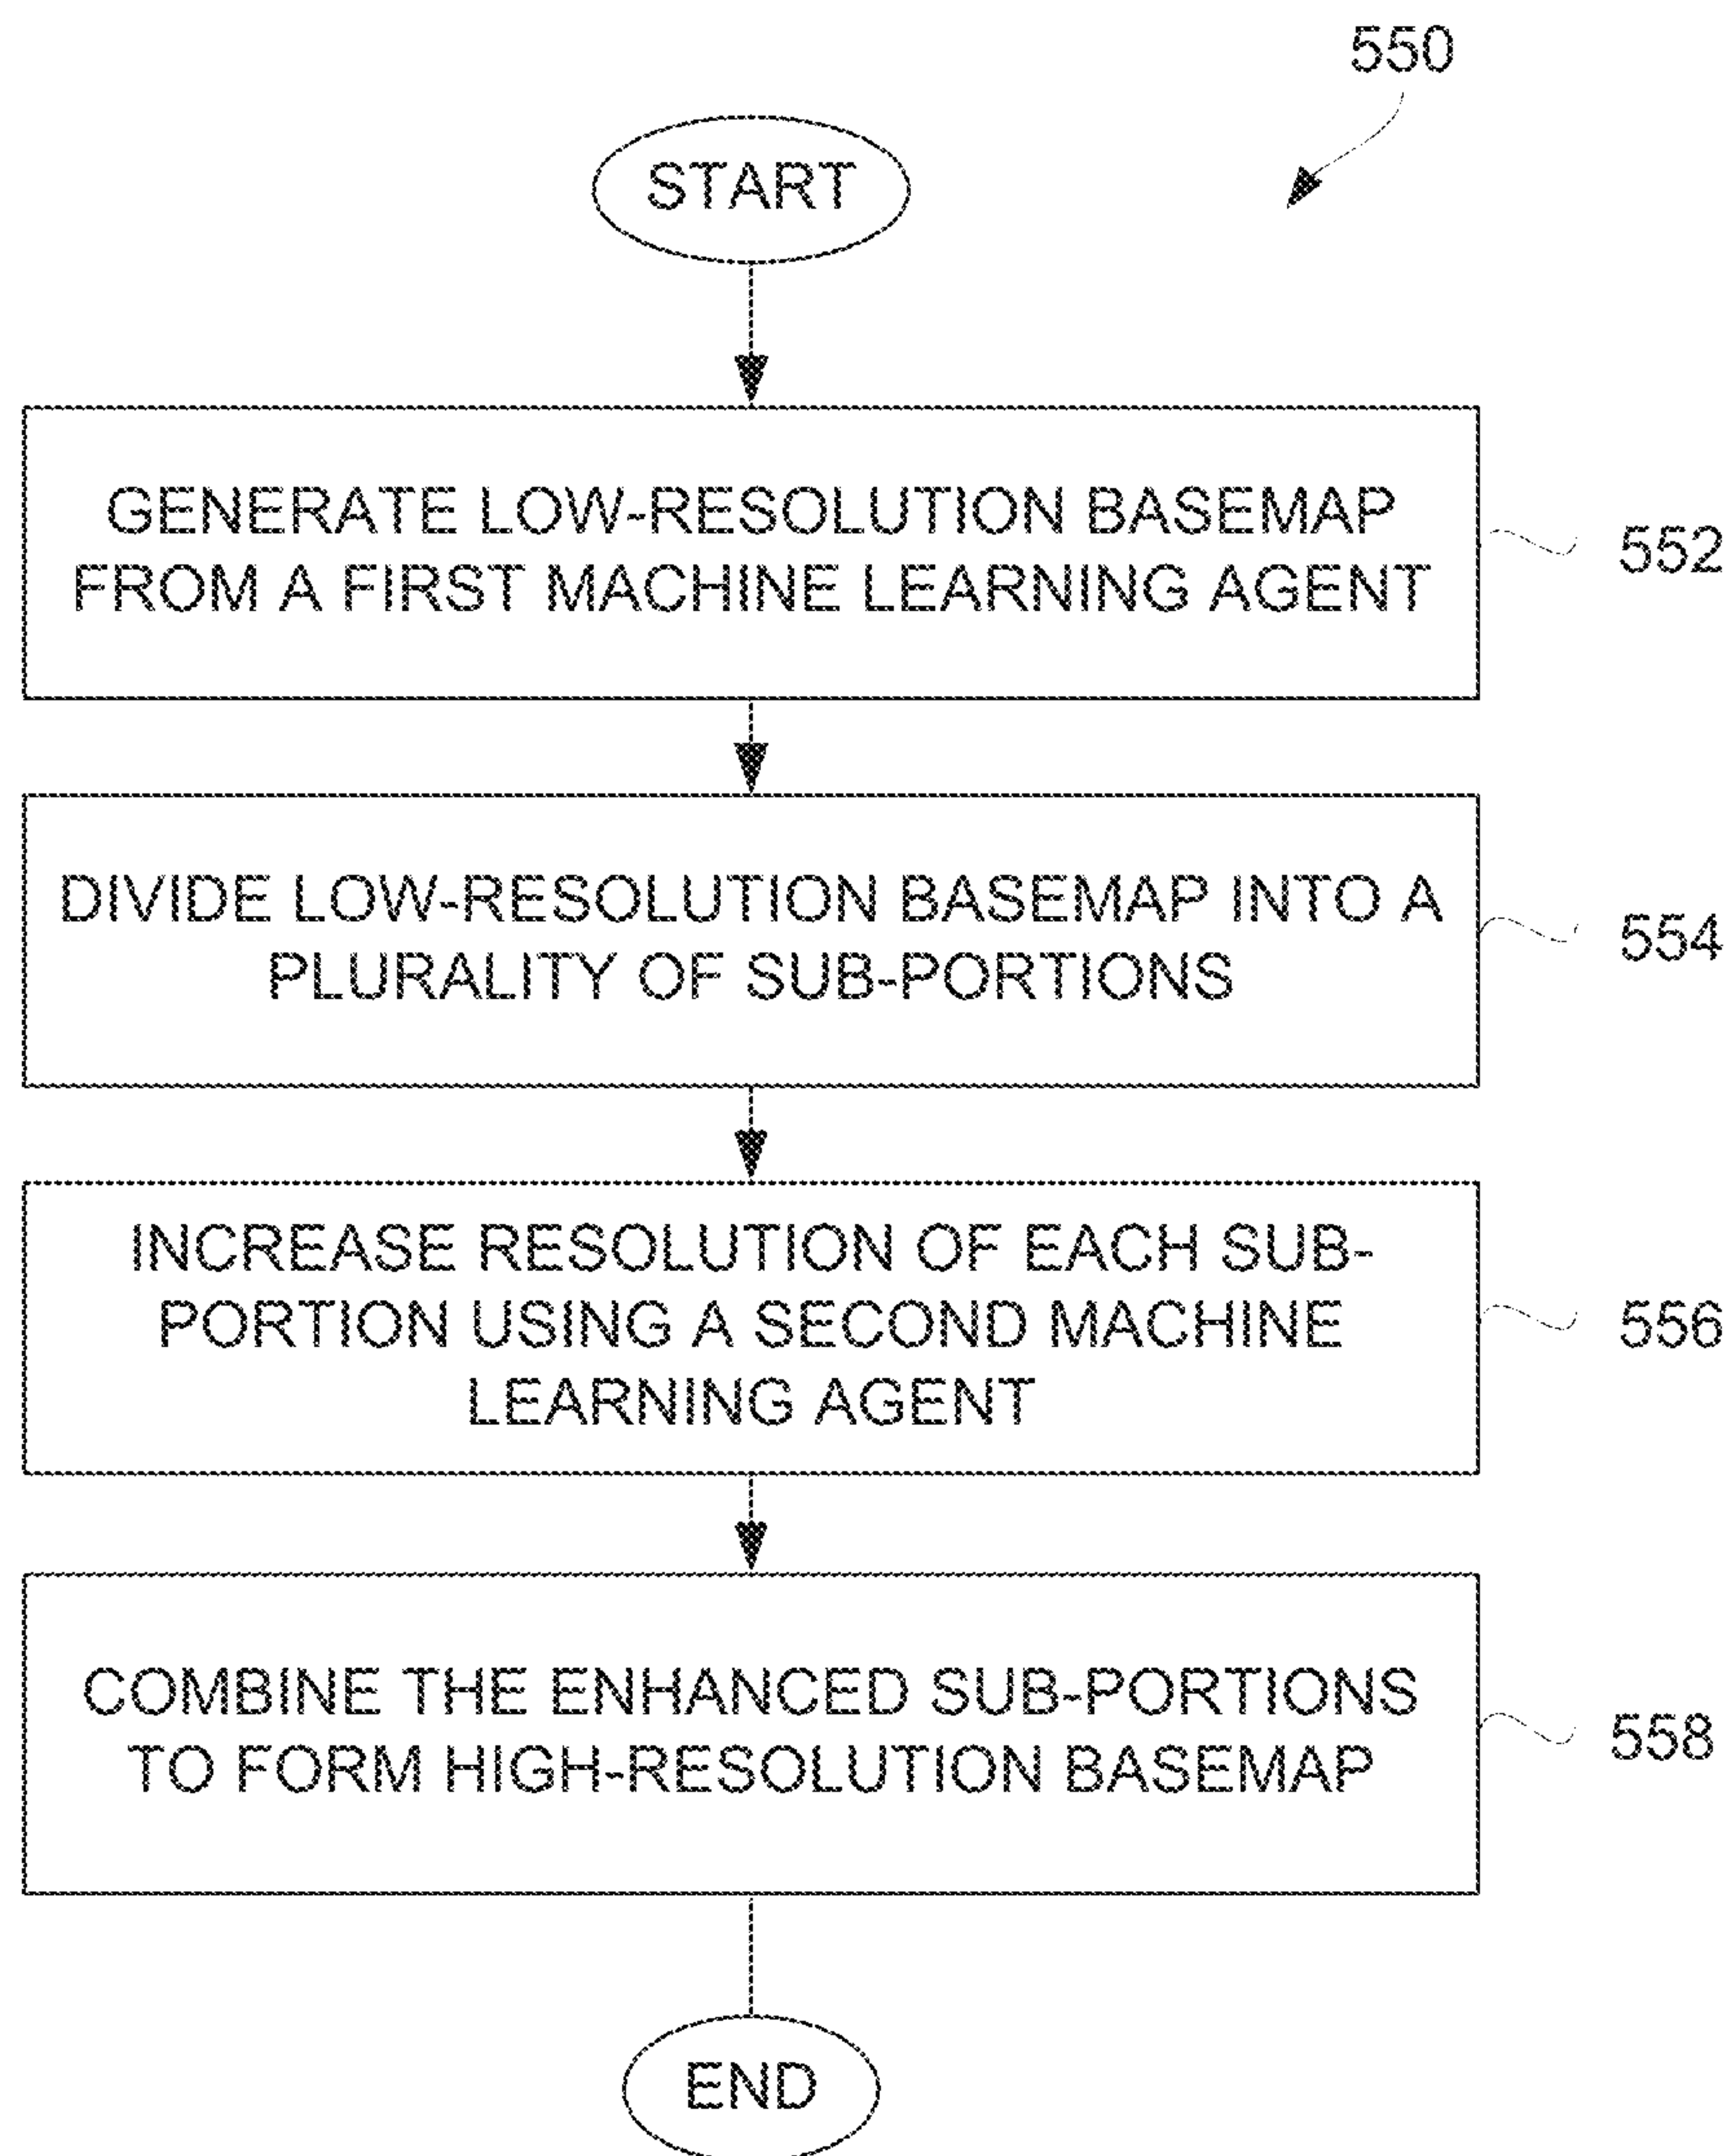 550
START
GENERATE LOW-RESOLUTION BASEMAP
FROM A FIRST MACHINE LEARNING AGENT
552
DIVIDE LOW-RESOLUTION BASEMAP INTO A
PLURALITY OF SUB-PORTIONS
554
INCREASE RESOLUTION OF EACH SUB-
PORTION USING A SECOND MACHINE
LEARNING AGENT
556
COMBINE THE ENHANCED SUB-PORTIONS
TO FORM HIGH-RESOLUTION BASEMAP
558
END